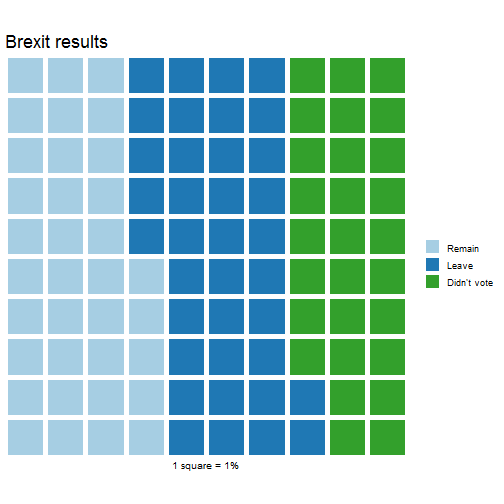 Brexit results
Remain
Leave
Didn't vote
1 square = 1%